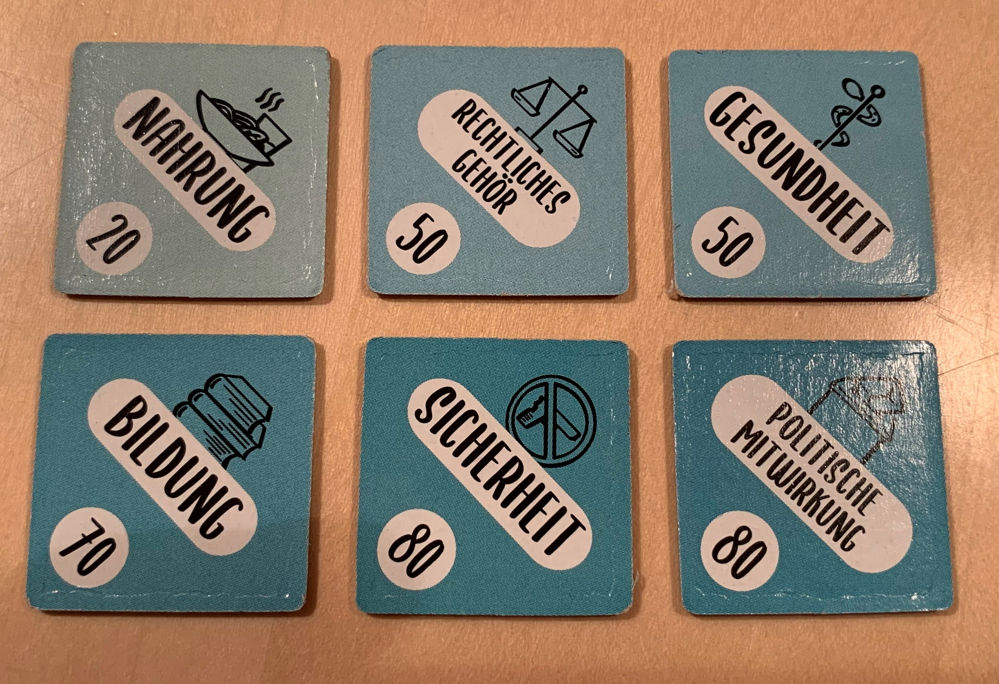 NAHRUNG
20
RECHTLICHES
GEHÖR
50
GESUNDHEIT
50
BILDUNG
70
SICHERHEIT
80
POLITISCHE
MITWIRKUNG
80